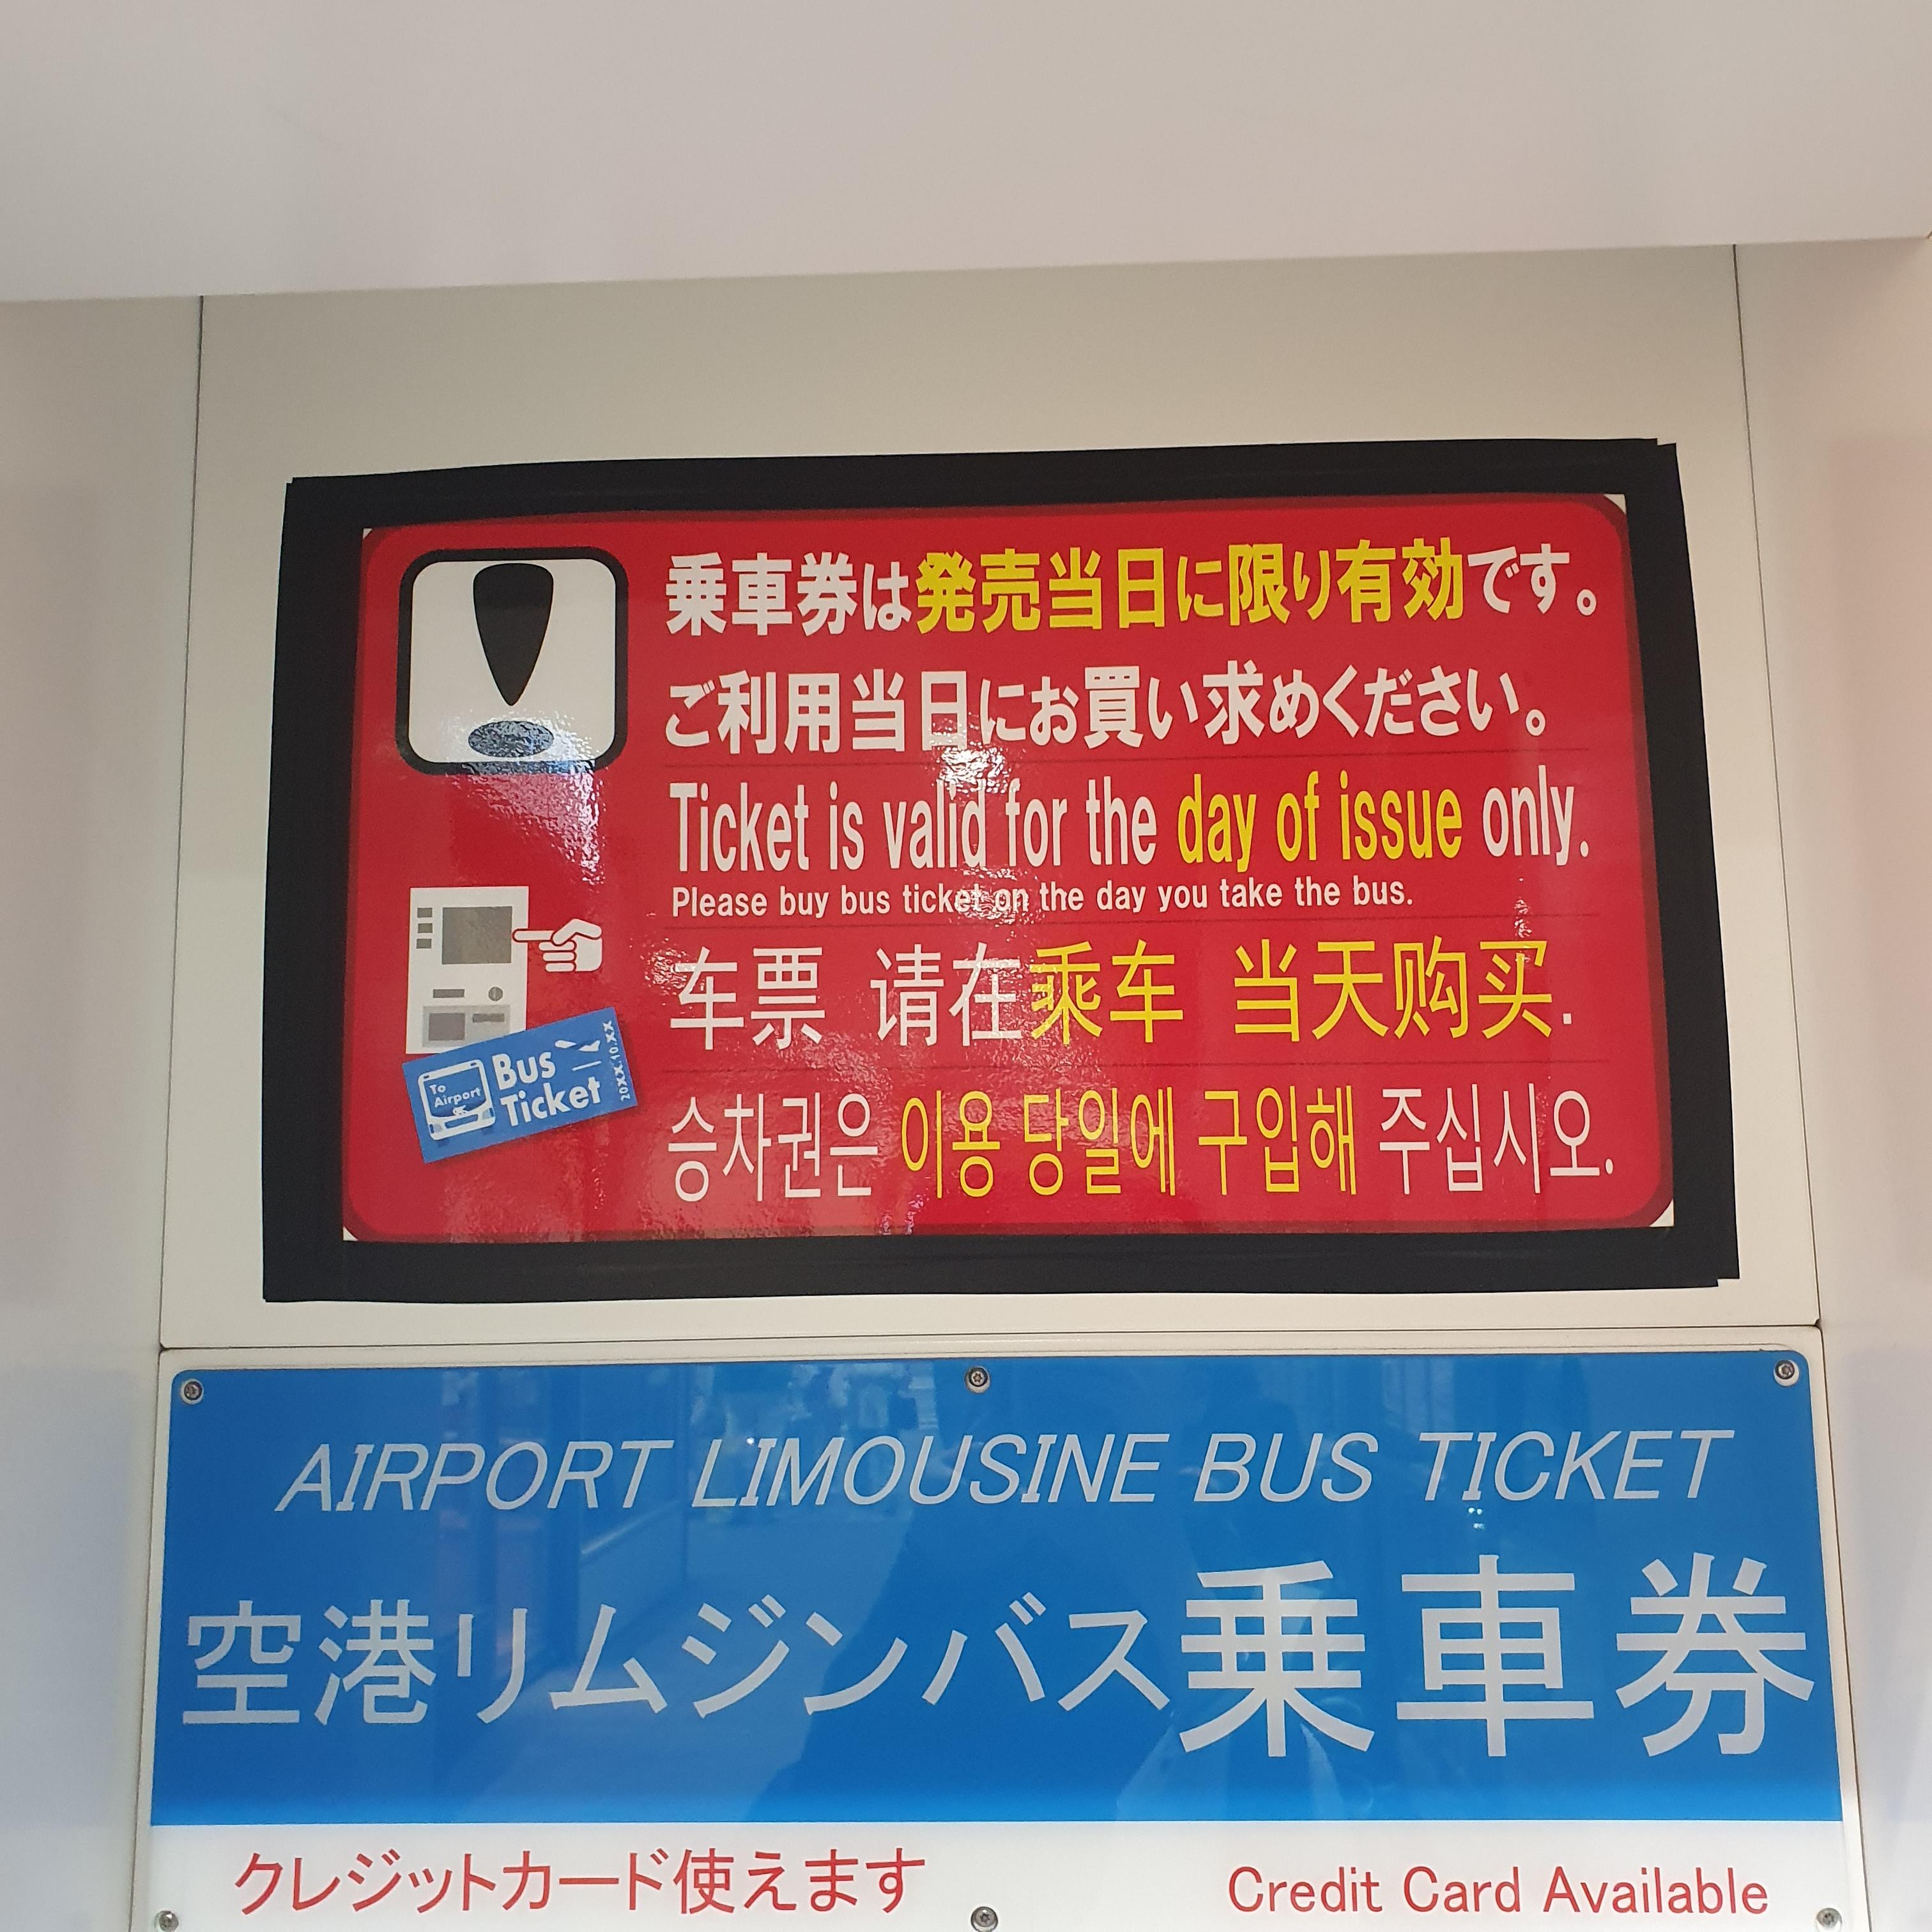 乗車券は発売当日に限り有効です。
ご利用当日にお買い求めください。
Ticket is valid for the day of issue only.
Please buy bus ticket on the day you take the bus.
车票 请在乘车 当天购买.
승차권은 이용 당일에 구입해 주십시오.
To
Airport
Bus
Ticket
20XX.10.XX
AIRPORT LIMOUSINE BUS TICKET
空港リムジンバス乗車券
クレジットカード使えます
Credit Card Available